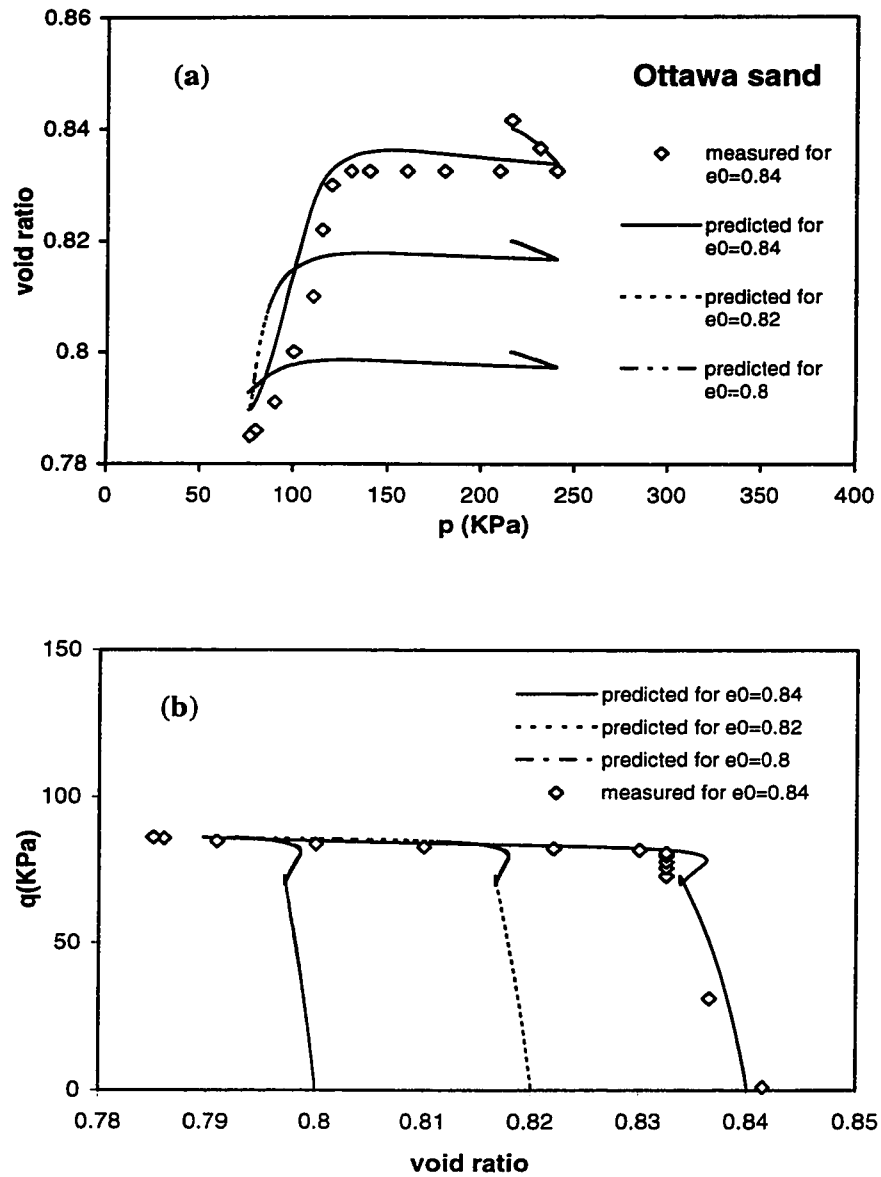 0.86
(a)
Ottawa sand
0.84
measured for
e0=0.84
void ratio
0.82
predicted for
e0=0.84
predicted for
e0=0.82
0.8
predicted for
e0=0.8
0.78
0 50 100 150 200 250 300 350 400
p (KPa)
150
(b)
predicted for e0=0.84
predicted for e0=0.82
predicted for e0=0.8
measured for e0=0.84
100
q(KPa)
50
0
0.78 0.79 0.8 0.81 0.82 0.83 0.84 0.85
void ratio